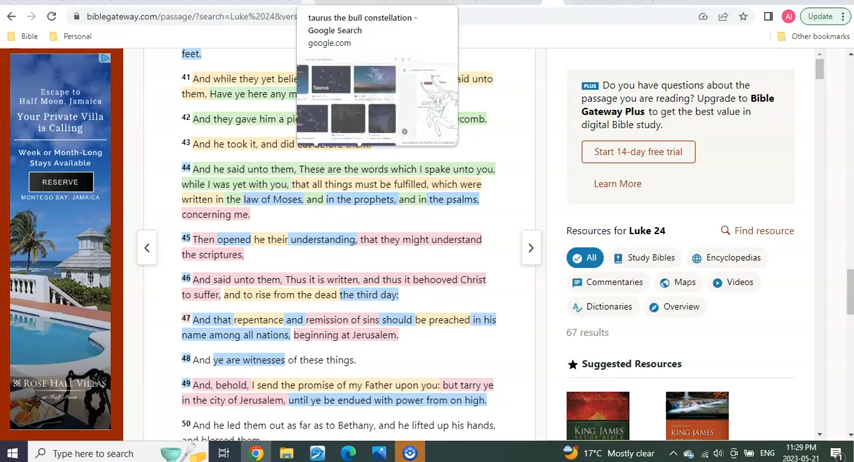 biblegateway.com/passage/?search=Luke%2024&vers
Update
Bible
Personal
Other bookmarks
taurus the bull constellation -
Google Search
google.com
Taurus
Escape to
Half Moon, Jamaica
Your Private Villa
is Calling
Week or Month-Long
Stays Available
RESERVE
MONTEGO BAY, JAMAICA
ROSE HALL VILLAS
at Half Moon
feet.
41 And while they yet belie
aid unto
them, Have ye here any m
42 And they gave him a pie
ycomb.
43 And he took it, and did eat before them.
44 And he said unto them, These are the words which I spake unto you,
while I was yet with you, that all things must be fulfilled, which were
written in the law of Moses, and in the prophets, and in the psalms,
concerning me.
45 Then opened he their understanding, that they might understand
the scriptures,
46 And said unto them, Thus it is written, and thus it behooved Christ
to suffer, and to rise from the dead the third day:
47 And that repentance and remission of sins should be preached in his
name among all nations, beginning at Jerusalem.
48 And ye are witnesses of these things.
49 And, behold, I send the promise of my Father upon you: but tarry ye
in the city of Jerusalem, until ye be endued with power from on high.
50 And he led them out as far as to Bethany, and he lifted up his hands,
and blessed them.
PLUS Do you have questions about the
passage you are reading? Upgrade to Bible
Gateway Plus to get the best value in
digital Bible study.
Start 14-day free trial
Learn More
Resources for Luke 24
Find resource
All
Study Bibles
Encyclopedias
Commentaries
Maps
Videos
Dictionaries
Overview
67 results
Suggested Resources
KING JAMES
STUDY BIBLE
KING JAMES
Type here to search
17°C Mostly clear
ENG
11:29 PM
2023-05-21